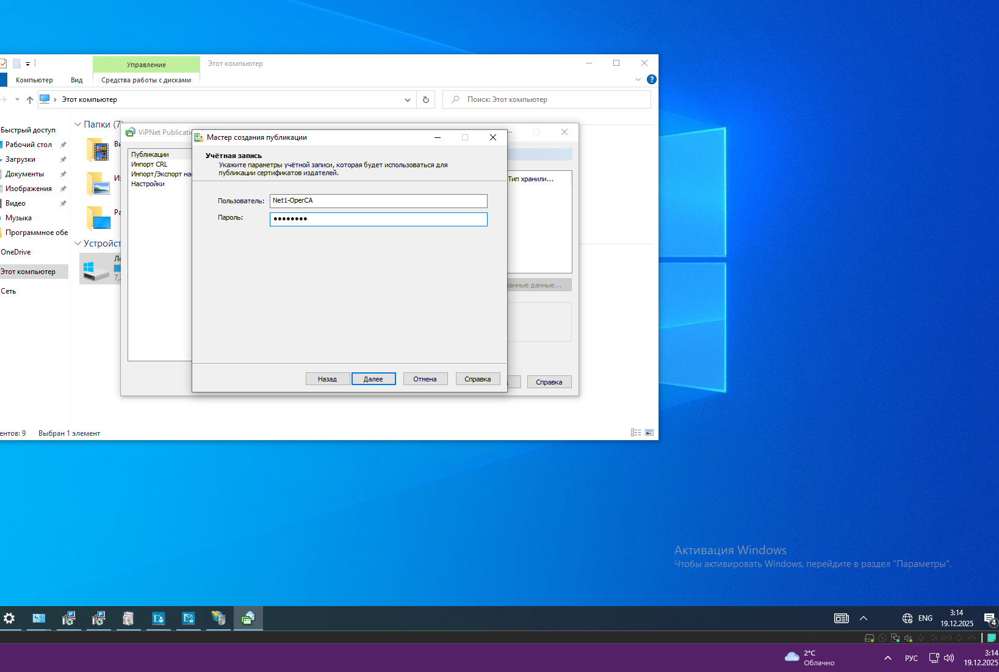 Управление
Этот компьютер
Компьютер
Вид
Средства работы с дисками
Этот компьютер
Поиск: Этот компьютер
Быстрый доступ
Рабочий стол
Загрузки
Документы
Изображения
Видео
Музыка
Программное обе
OneDrive
Этот компьютер
Сеть
Папки (7)
Ви
Из
Ра
Устройст
Ло
7,
ViPNet Publicati
Публикации
Импорт CRL
Импорт/Экспорт на
Настройки
Тип хранили...
анные данные...
Справка
Мастер создания публикации
Учётная запись
Укажите параметры учётной записи, которая будет использоваться для
публикации сертификатов издателей.
Пользователь:
Net1-OperCA
Пароль:
••••••••
Назад
Далее
Отмена
Справка
ентов: 9
Выбран 1 элемент
Активация Windows
Чтобы активировать Windows, перейдите в раздел "Параметры".
ENG
3:14
19.12.2025
4
2°C
Облачно
РУС
3:14
19.12.2025